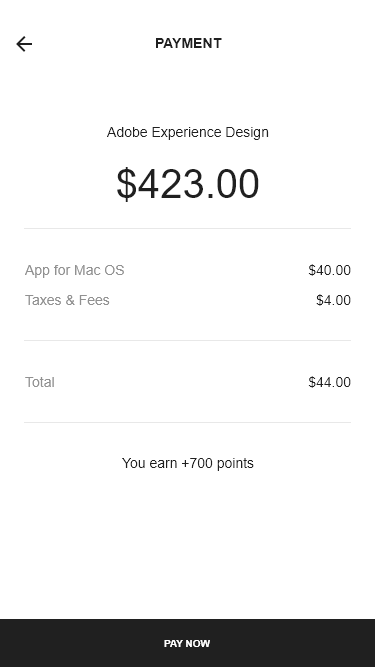 PAYMENT
Adobe Experience Design
$423.00
App for Mac OS $40.00
Taxes & Fees $4.00
Total $44.00
You earn +700 points
PAY NOW